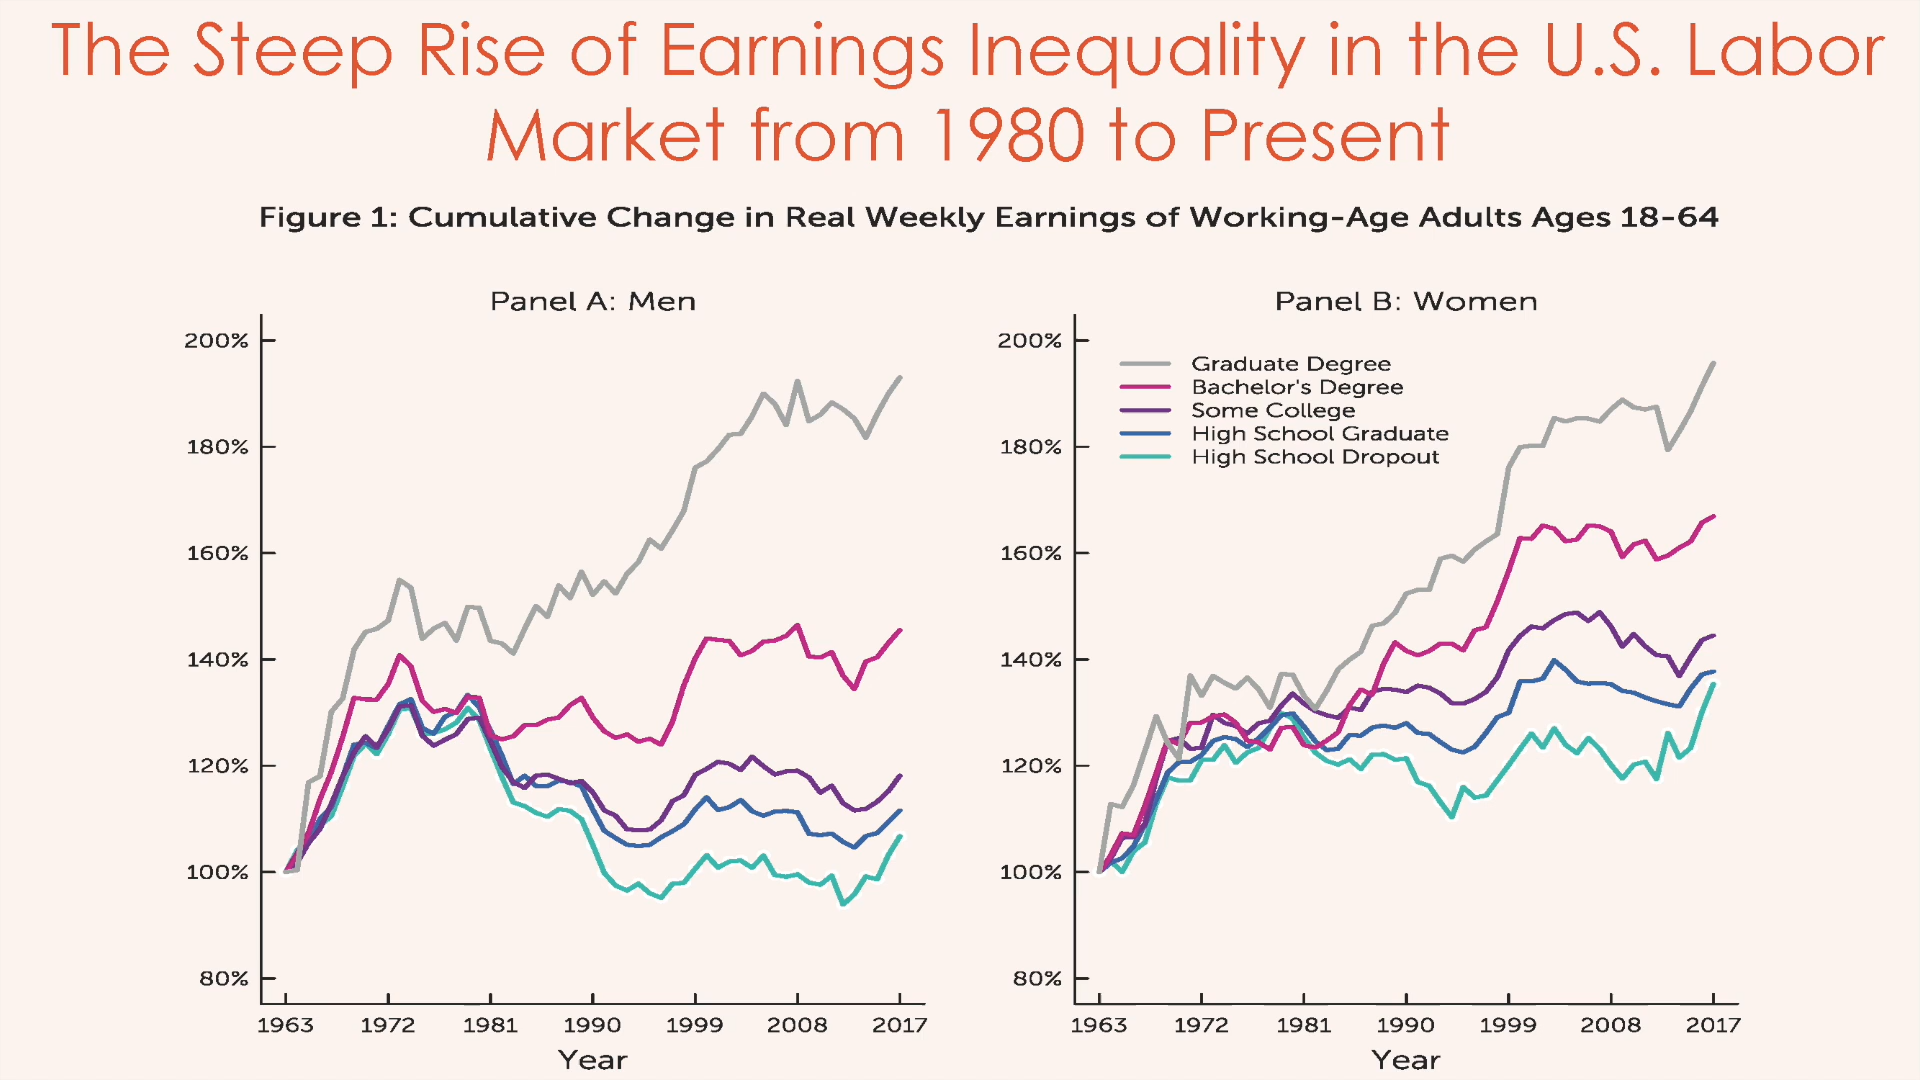 The Steep Rise of Earnings Inequality in the U.S. Labor
Market from 1980 to Present
Figure 1: Cumulative Change in Real Weekly Earnings of Working-Age Adults Ages 18-64
Panel A: Men
200%
180%
160%
140%
120%
100%
80%
1963 1972 1981 1990 1999 2008 2017
Year
Panel B: Women
200%
180%
160%
140%
120%
100%
80%
Graduate Degree
Bachelor's Degree
Some College
High School Graduate
High School Dropout
1963 1972 1981 1990 1999 2008 2017
Year